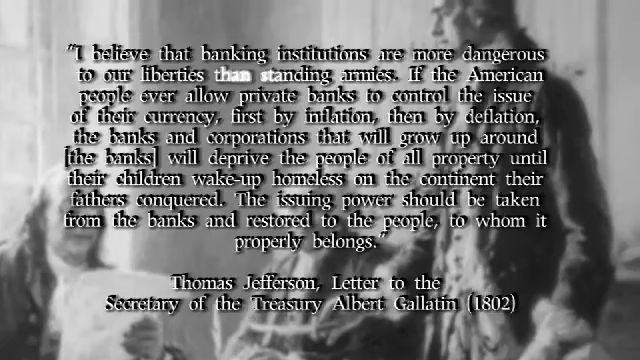 "I believe that banking institutions are more dangerous
to our liberties than standing armies. If the American
people ever allow private banks to control the issue
of their currency, first by inflation, then by deflation,
the banks and corporations that will grow up around
[the banks] will deprive the people of all property until
their children wake-up homeless on the continent their
fathers conquered. The issuing power should be taken
from the banks and restored to the people, to whom it
properly belongs."
Thomas Jefferson, Letter to the
Secretary of the Treasury Albert Gallatin (1802)